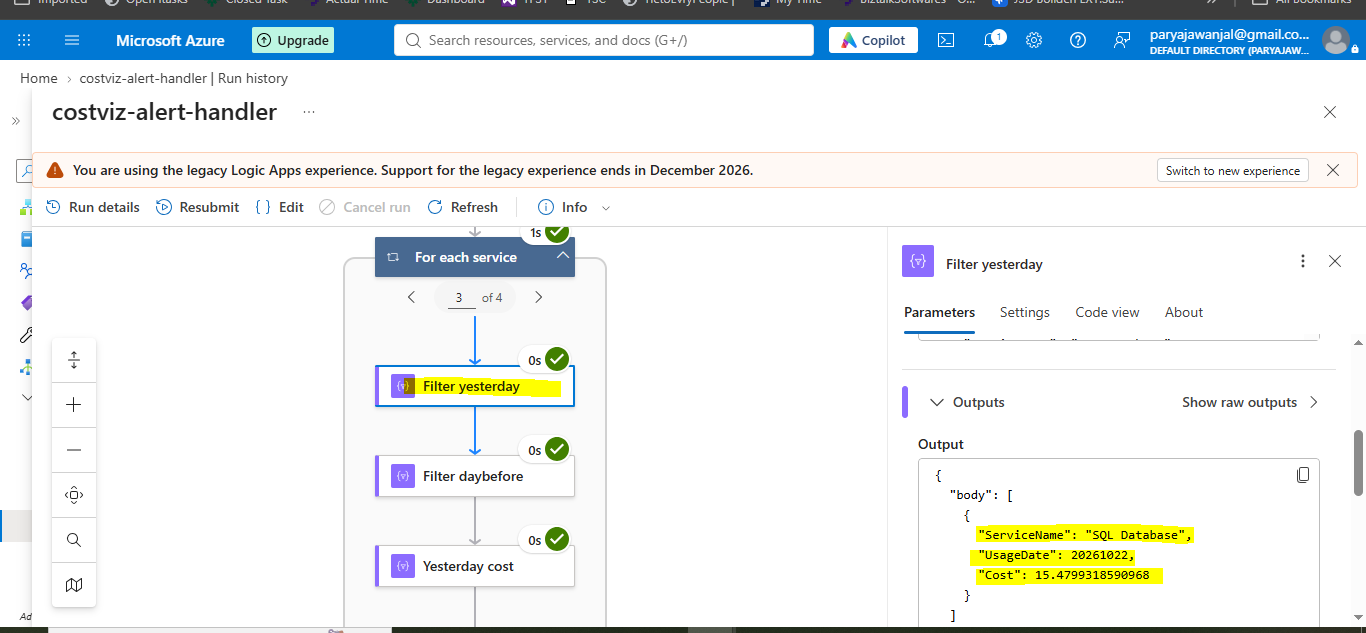 Imported
Open Itasks
Closed Task
Actual Time
Dashboard
My Time
All Bookmarks
Microsoft Azure
Upgrade
Search resources, services, and docs (G+/)
Copilot
1
paryajawanjal@gmail.co...
DEFAULT DIRECTORY (PARYAJAW...
Home > costviz-alert-handler | Run history
costviz-alert-handler ...
You are using the legacy Logic Apps experience. Support for the legacy experience ends in December 2026.
Switch to new experience
Run details
Resubmit
Edit
Cancel run
Refresh
Info
1s
For each service
3 of 4
0s
Filter yesterday
0s
Filter daybefore
0s
Yesterday cost
Ad
Filter yesterday
Parameters
Settings
Code view
About
Outputs
Show raw outputs
Output
{
"body": [
{
"ServiceName": "SQL Database",
"UsageDate": 20261022,
"Cost": 15.4799318590968
}
]